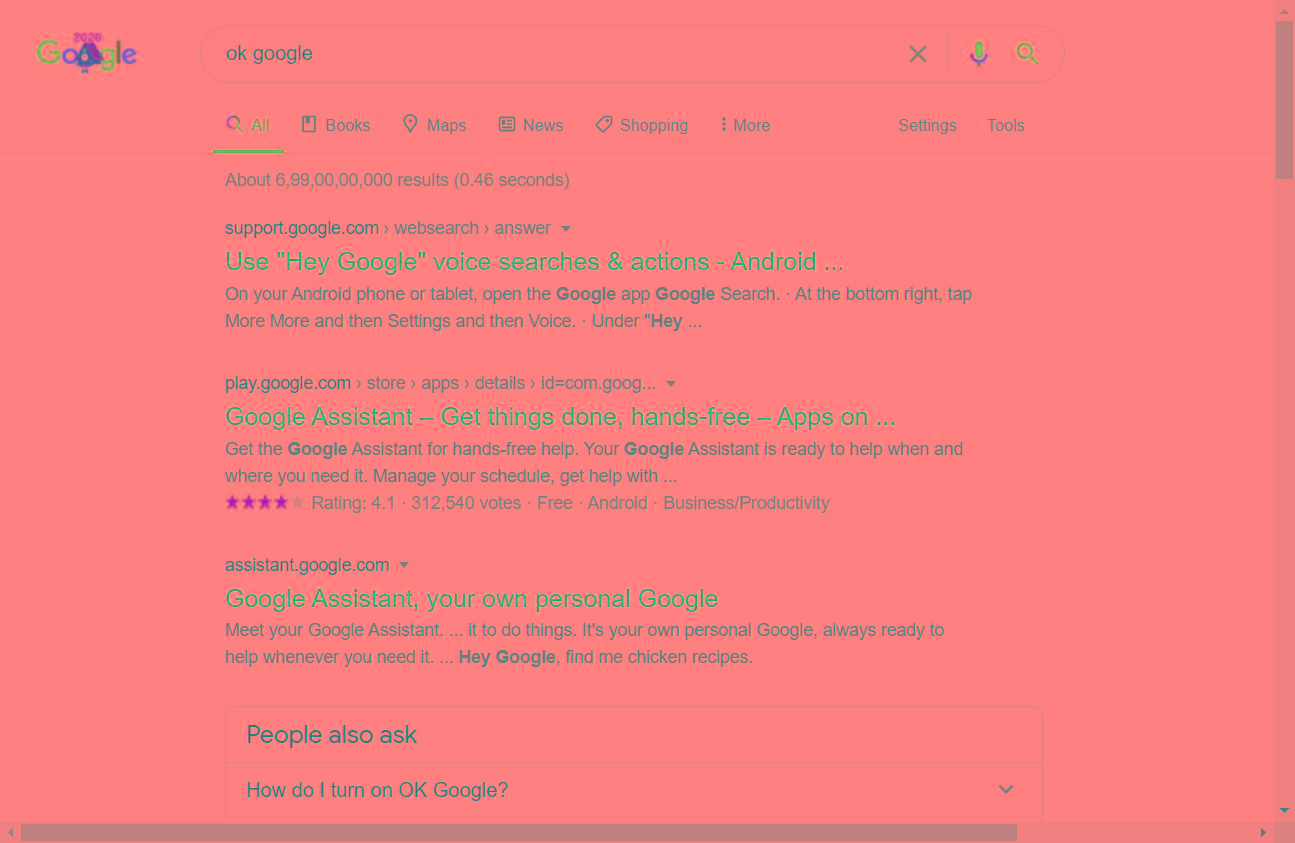 2020
Google
ok google
All Books Maps News Shopping More Settings Tools
About 6,99,00,00,000 results (0.46 seconds)
support.google.com › websearch › answer
Use "Hey Google" voice searches & actions - Android ...
On your Android phone or tablet, open the Google app Google Search. · At the bottom right, tap
More More and then Settings and then Voice. · Under "Hey ...
play.google.com › store › apps › details › id=com.goog...
Google Assistant – Get things done, hands-free – Apps on ...
Get the Google Assistant for hands-free help. Your Google Assistant is ready to help when and
where you need it. Manage your schedule, get help with ...
Rating: 4.1 · 312,540 votes · Free · Android · Business/Productivity
assistant.google.com
Google Assistant, your own personal Google
Meet your Google Assistant. ... it to do things. It's your own personal Google, always ready to
help whenever you need it. ... Hey Google, find me chicken recipes.
People also ask
How do I turn on OK Google?